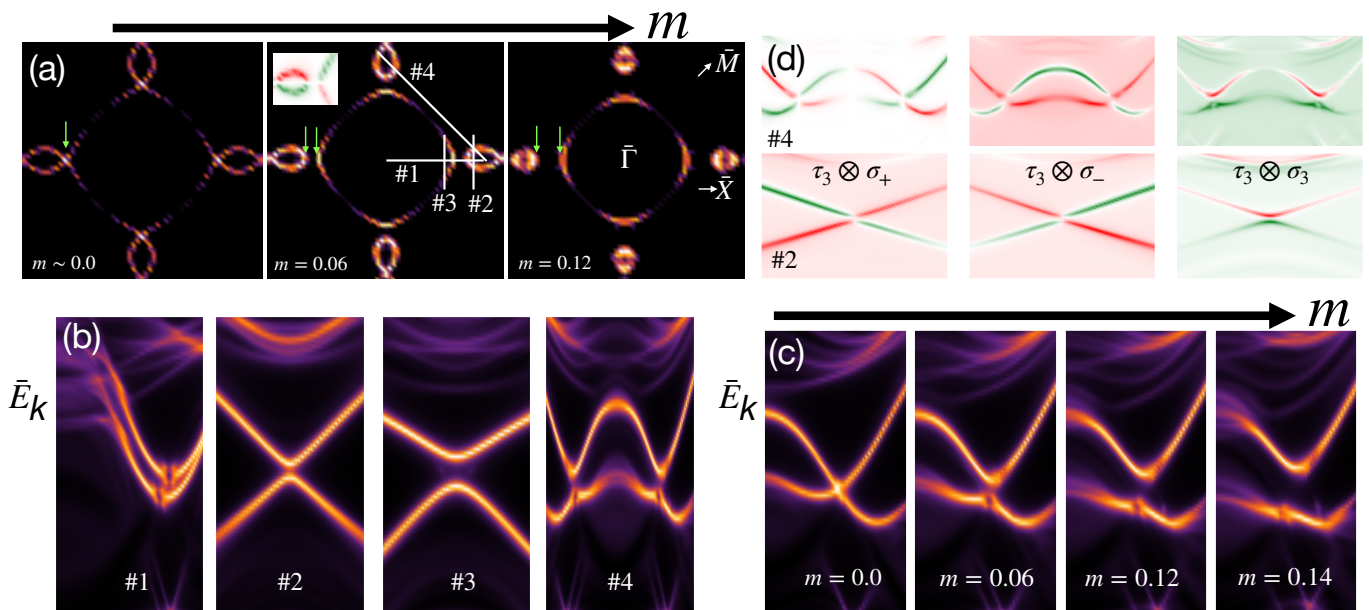 m
(a)
#4
M̄
#1
#3
#2
Γ̄
X̄
m ∼ 0.0
m = 0.06
m = 0.12
(d)
#4
τ₃ ⊗ σ₊
τ₃ ⊗ σ₋
τ₃ ⊗ σ₃
#2
(b)
Ēₖ
#1
#2
#3
#4
m
(c)
Ēₖ
m = 0.0
m = 0.06
m = 0.12
m = 0.14